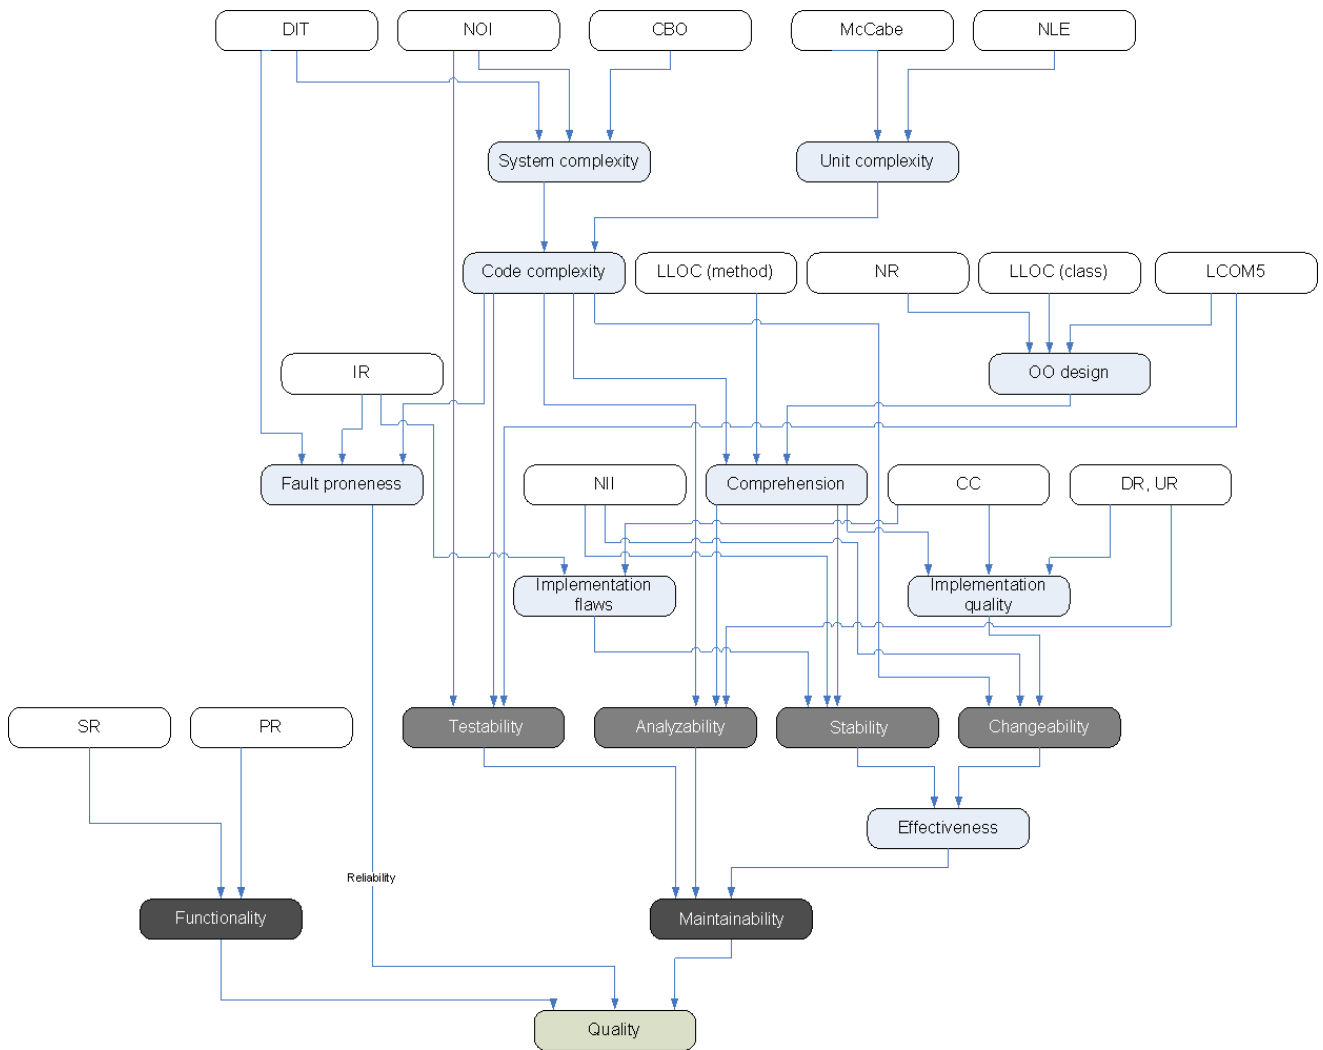 DIT
NOI
CBO
McCabe
NLE
System complexity
Unit complexity
Code complexity
LLOC (method)
NR
LLOC (class)
LCOM5
IR
OO design
Fault proneness
NII
Comprehension
CC
DR, UR
Implementation
flaws
Implementation
quality
SR
PR
Testability
Analyzability
Stability
Changeability
Effectiveness
Reliability
Functionality
Maintainability
Quality